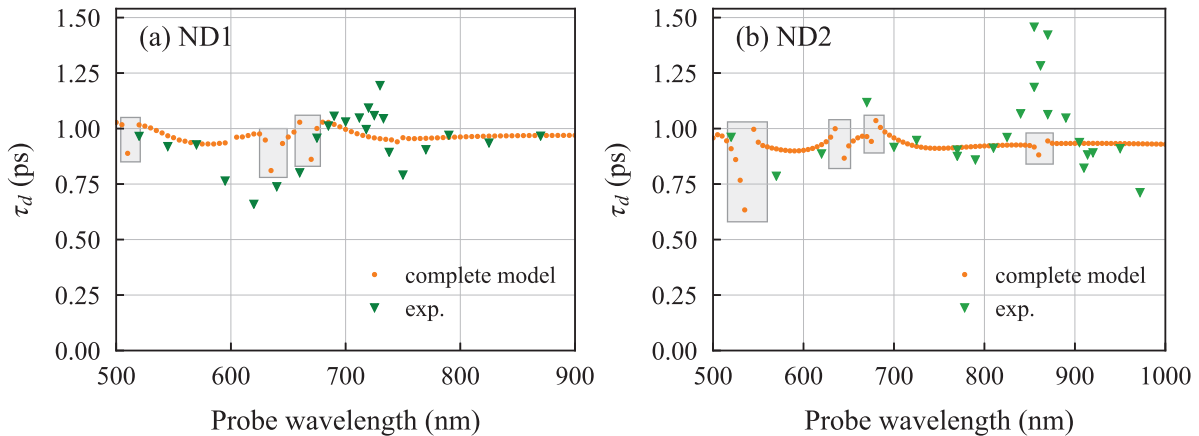 (a) ND1
1.50
1.25
1.00
0.75
0.50
0.25
0.00
τd (ps)
complete model
exp.
500 600 700 800 900
Probe wavelength (nm)
(b) ND2
1.50
1.25
1.00
0.75
0.50
0.25
0.00
τd (ps)
complete model
exp.
500 600 700 800 900 1000
Probe wavelength (nm)